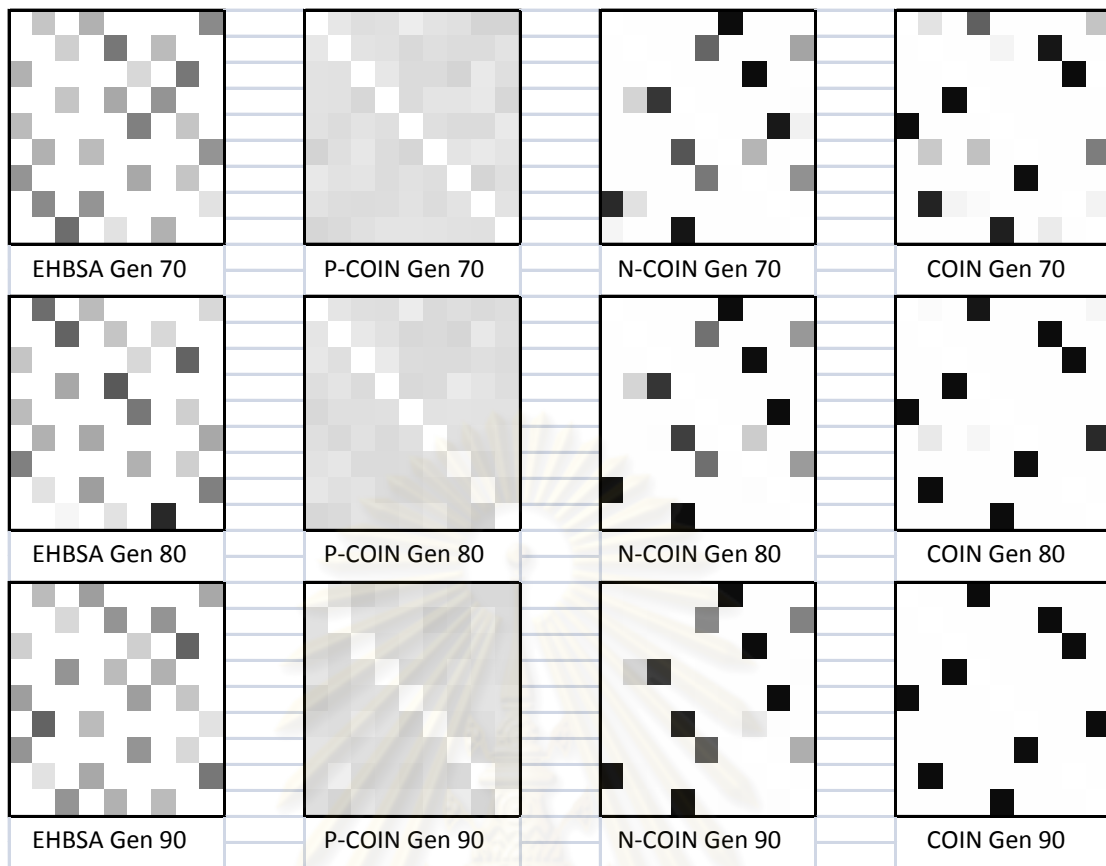 EHBSA Gen 70
P-COIN Gen 70
N-COIN Gen 70
COIN Gen 70
EHBSA Gen 80
P-COIN Gen 80
N-COIN Gen 80
COIN Gen 80
EHBSA Gen 90
P-COIN Gen 90
N-COIN Gen 90
COIN Gen 90